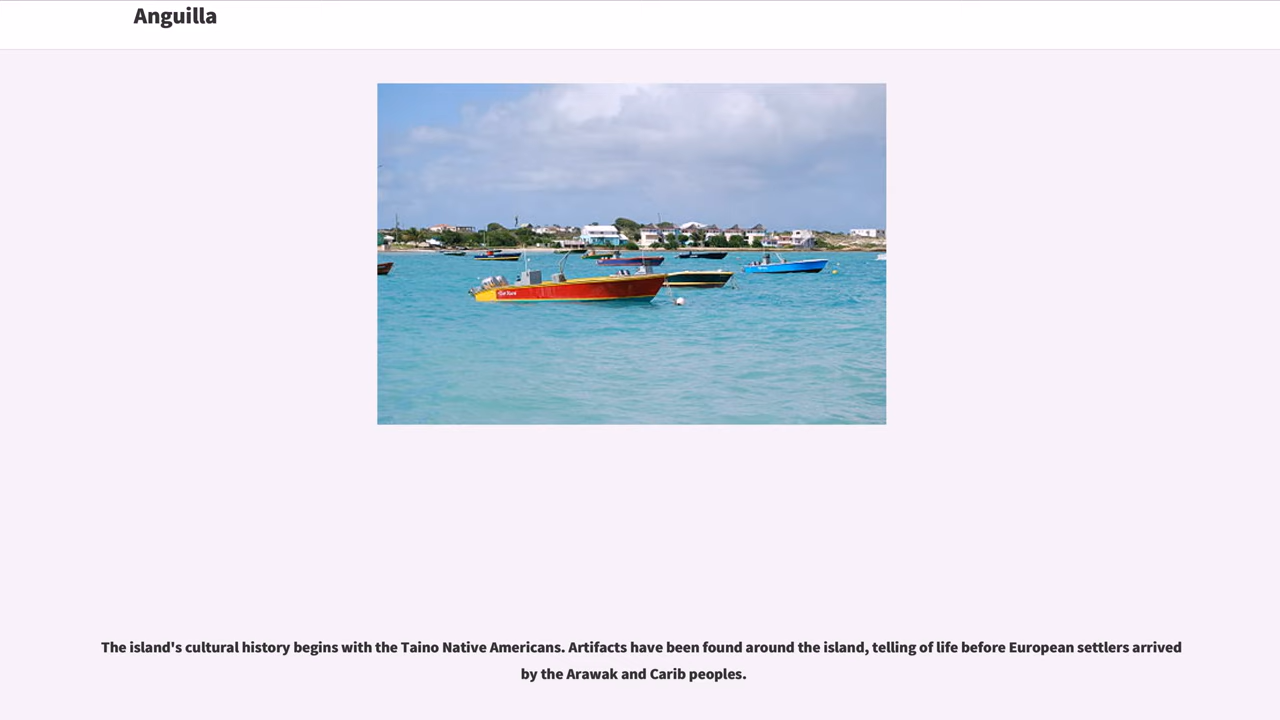 Anguilla
The island's cultural history begins with the Taino Native Americans. Artifacts have been found around the island, telling of life before European settlers arrived
by the Arawak and Carib peoples.